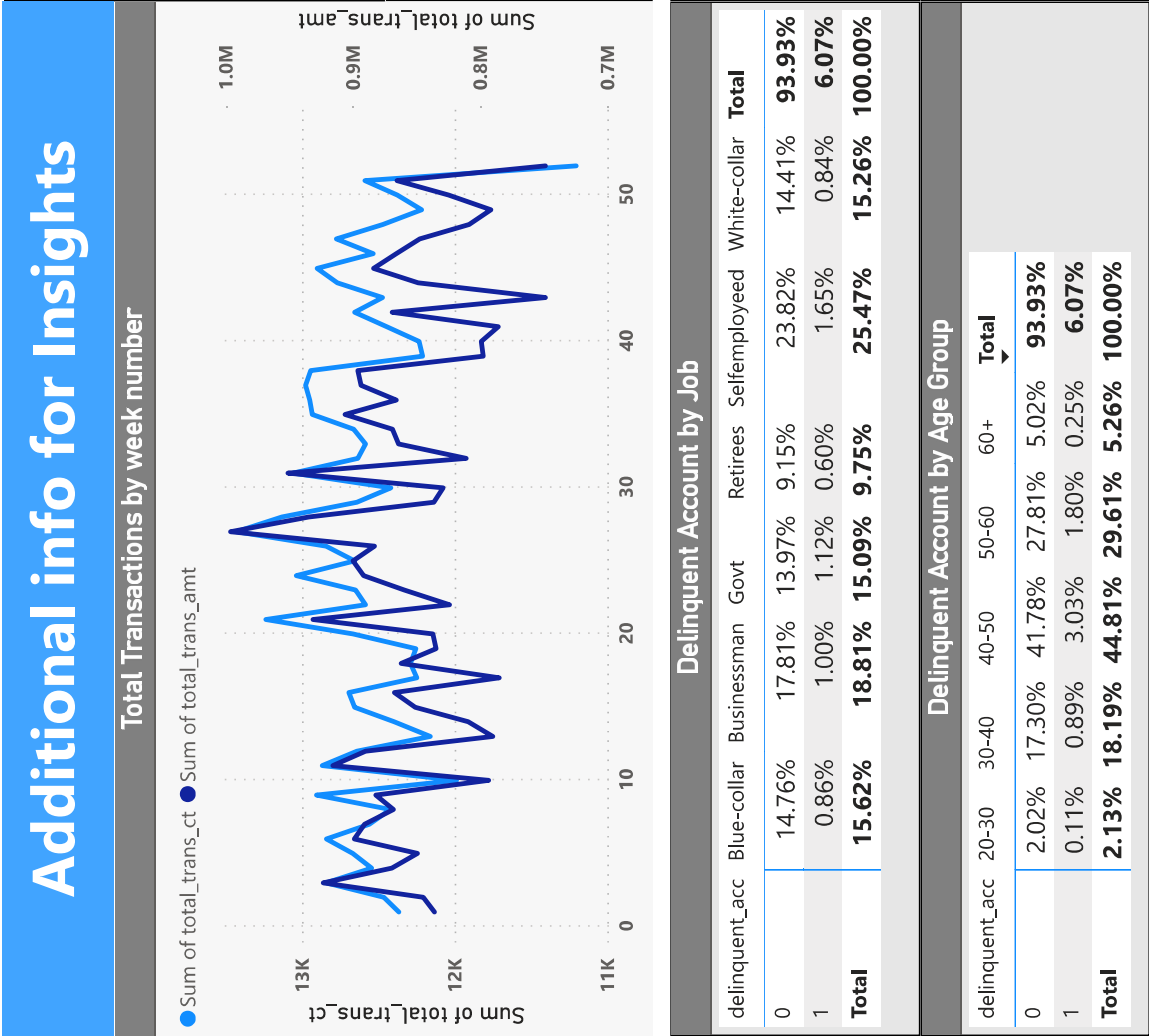 Additional info for Insights
Total Transactions by week number
Sum of total_trans_ct Sum of total_trans_amt
Sum of total_trans_ct
13K
12K
11K
0 10 20 30 40 50
1.0M
0.9M
0.8M
0.7M
Sum of total_trans_amt
Delinquent Account by Job
delinquent_acc Blue-collar Businessman Govt Retirees Selfemployeed White-collar Total
0 14.76% 17.81% 13.97% 9.15% 23.82% 14.41% 93.93%
1 0.86% 1.00% 1.12% 0.60% 1.65% 0.84% 6.07%
Total 15.62% 18.81% 15.09% 9.75% 25.47% 15.26% 100.00%
Delinquent Account by Age Group
delinquent_acc 20-30 30-40 40-50 50-60 60+ Total
0 2.02% 17.30% 41.78% 27.81% 5.02% 93.93%
1 0.11% 0.89% 3.03% 1.80% 0.25% 6.07%
Total 2.13% 18.19% 44.81% 29.61% 5.26% 100.00%